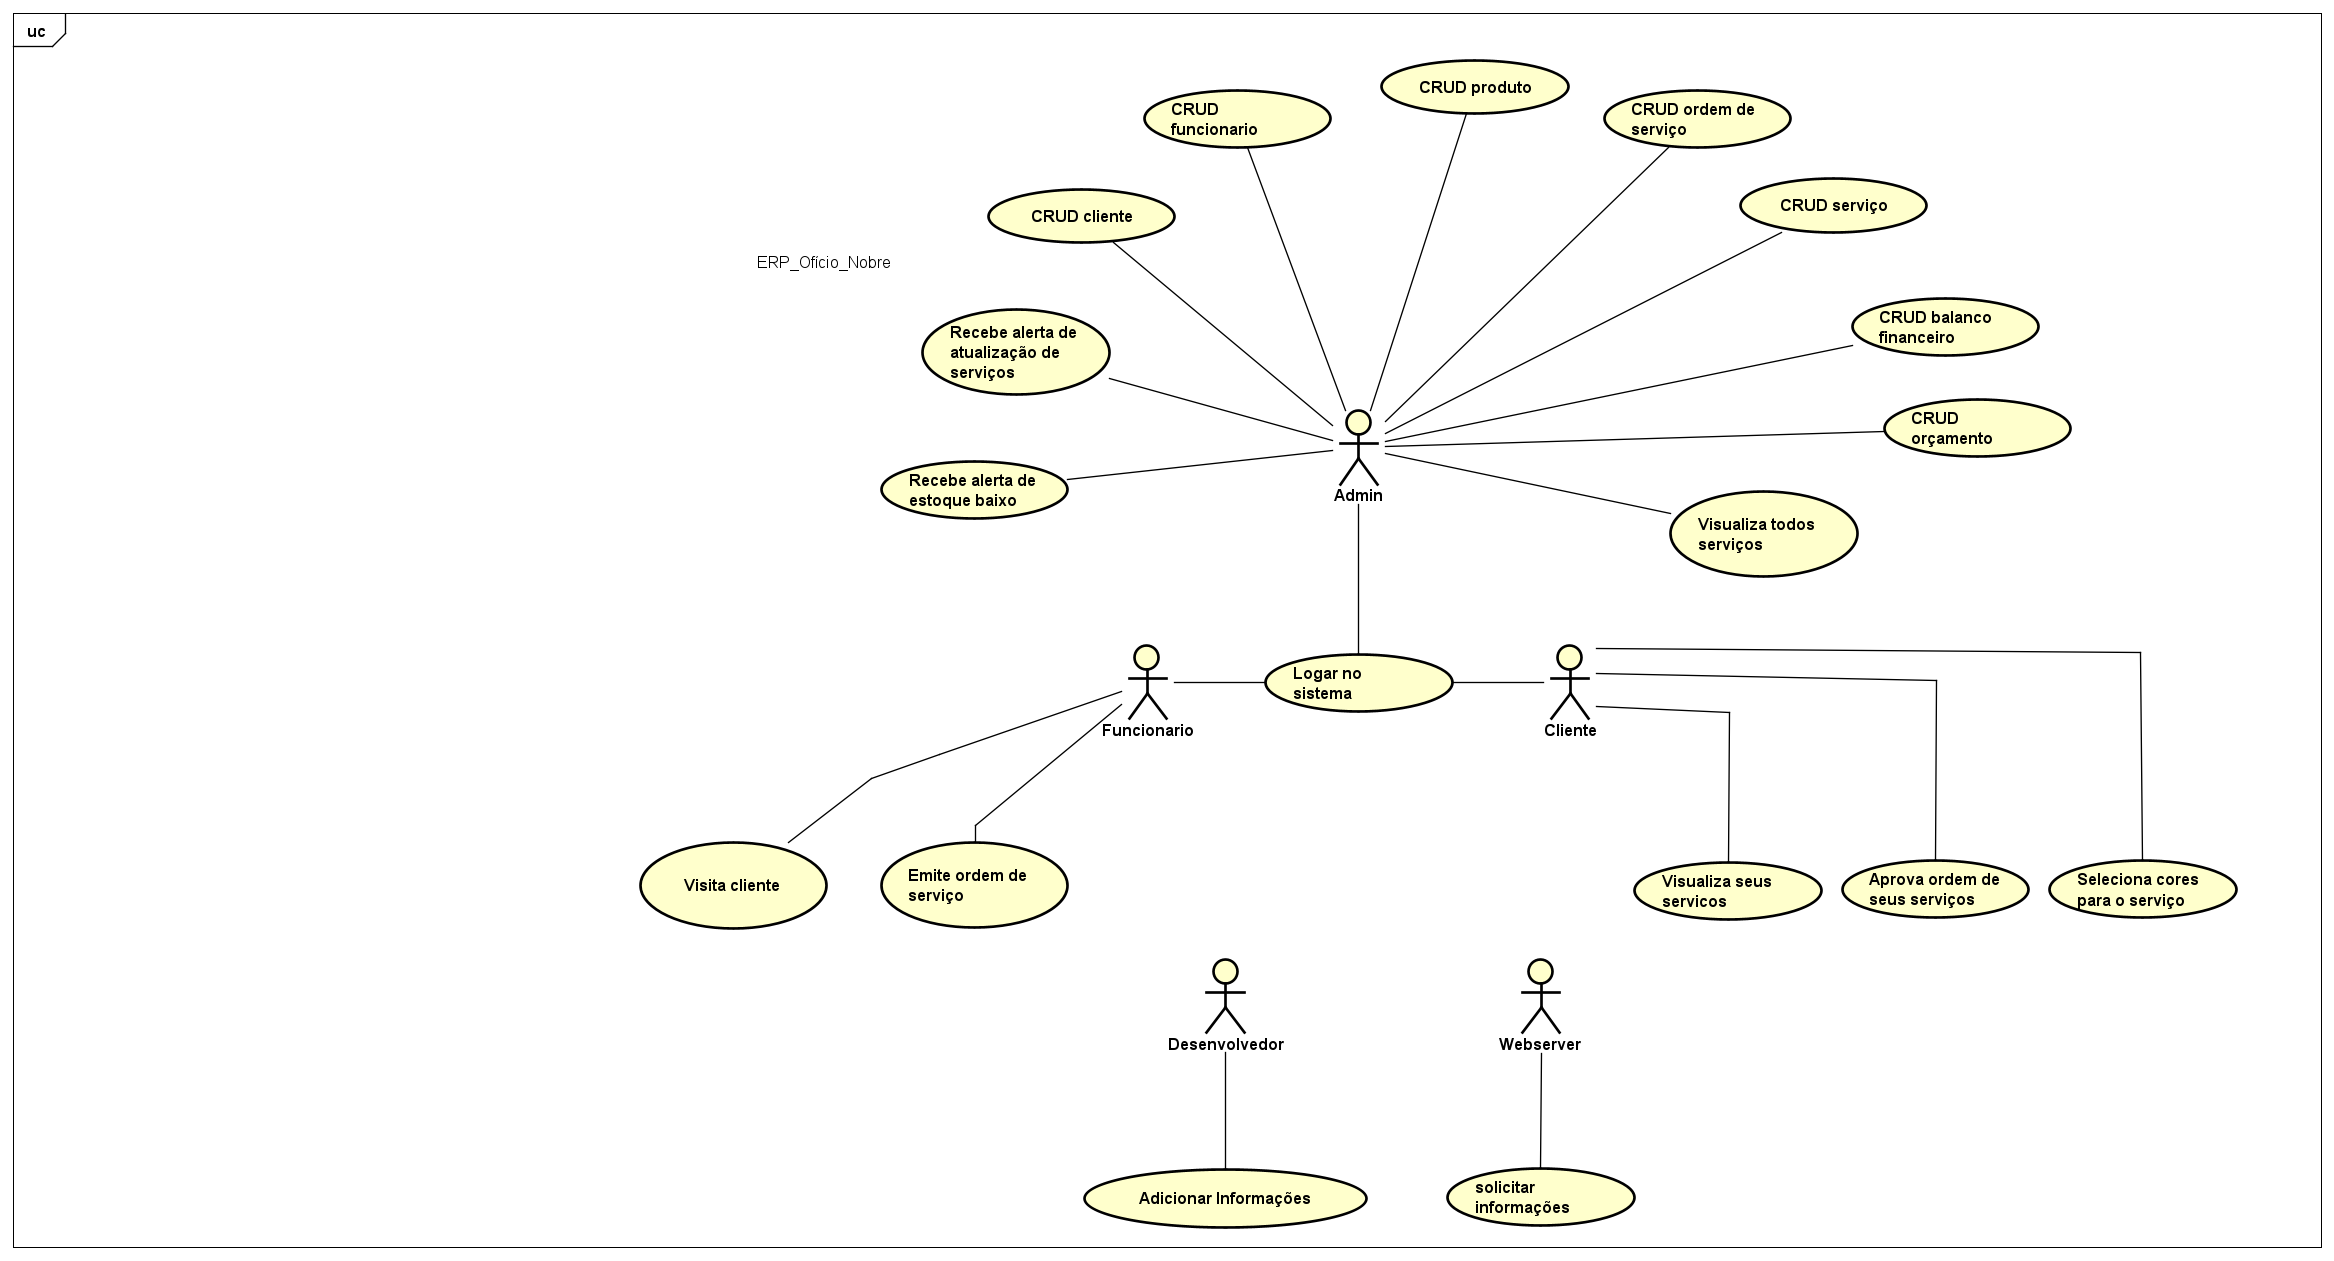 uc
CRUD produto
CRUD
funcionario
CRUD ordem de
serviço
CRUD cliente
CRUD serviço
ERP_Ofício_Nobre
Recebe alerta de
atualização de
serviços
CRUD balanco
financeiro
CRUD
orçamento
Recebe alerta de
estoque baixo
Admin
Visualiza todos
serviços
Logar no
sistema
Funcionario
Cliente
Visita cliente
Emite ordem de
serviço
Visualiza seus
servicos
Aprova ordem de
seus serviços
Seleciona cores
para o serviço
Desenvolvedor
Webserver
Adicionar Informações
solicitar
informações